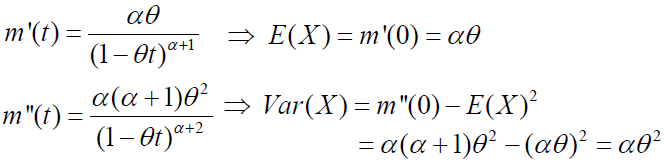 m'(t) = αθ / (1 − θt)^(α+1) ⇒ E(X) = m'(0) = αθ
m"(t) = α(α + 1)θ² / (1 − θt)^(α+2) ⇒ Var(X) = m"(0) − E(X)²
= α(α + 1)θ² − (αθ)² = αθ²